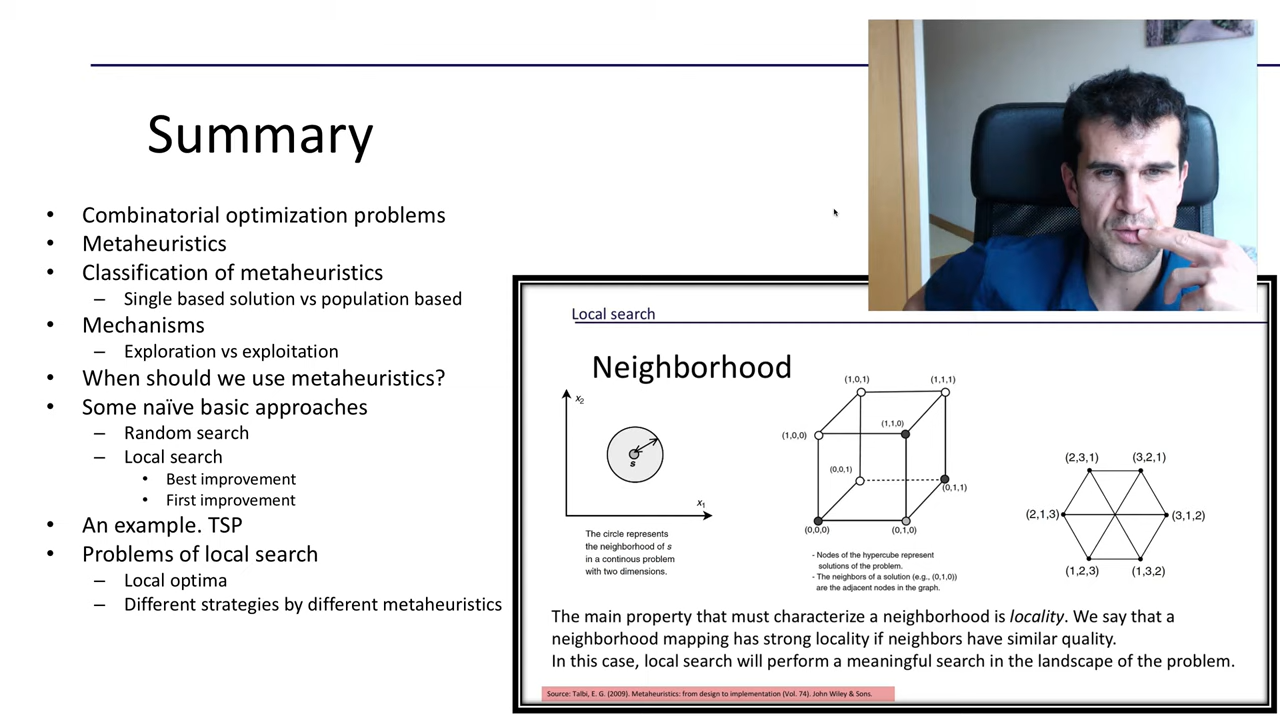 Summary
• Combinatorial optimization problems
• Metaheuristics
• Classification of metaheuristics
– Single based solution vs population based
• Mechanisms
– Exploration vs exploitation
• When should we use metaheuristics?
• Some naïve basic approaches
– Random search
– Local search
• Best improvement
• First improvement
• An example. TSP
• Problems of local search
– Local optima
– Different strategies by different metaheuristics
Local search
Neighborhood
x2
s
x1
The circle represents
the neighborhood of s
in a continous problem
with two dimensions.
(1,0,1)
(1,1,1)
(1,1,0)
(1,0,0)
(0,0,1)
(0,1,1)
(0,0,0)
(0,1,0)
- Nodes of the hypercube represent
solutions of the problem.
- The neighbors of a solution (e.g., (0,1,0))
are the adjacent nodes in the graph.
(2,3,1)
(3,2,1)
(2,1,3)
(3,1,2)
(1,2,3)
(1,3,2)
The main property that must characterize a neighborhood is locality. We say that a
neighborhood mapping has strong locality if neighbors have similar quality.
In this case, local search will perform a meaningful search in the landscape of the problem.
Source: Talbi, E. G. (2009). Metaheuristics: from design to implementation (Vol. 74). John Wiley & Sons.